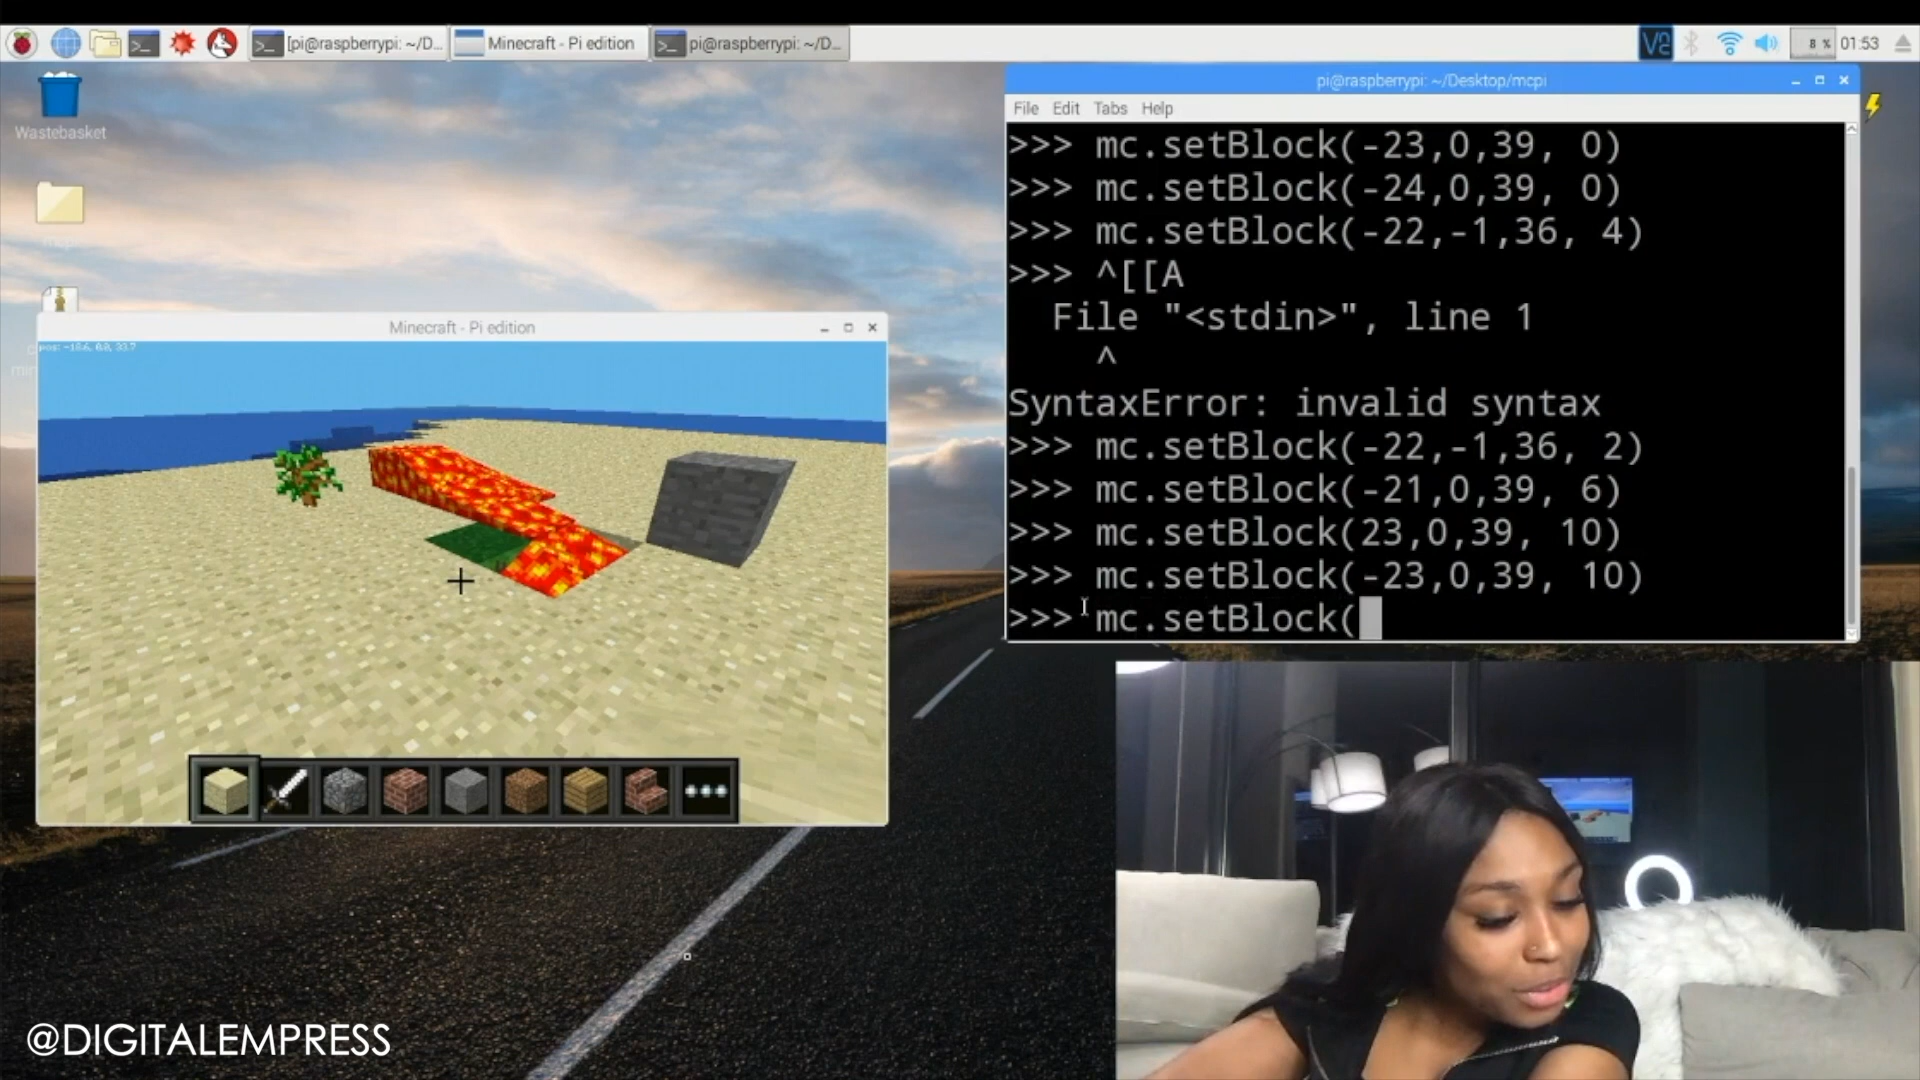 [pi@raspberrypi: ~/D...
Minecraft - Pi edition
pi@raspberrypi: ~/D...
V2
8 %
01:53
Wastebasket
pi@raspberrypi: ~/Desktop/mcpi
File Edit Tabs Help
>>> mc.setBlock(-23,0,39, 0)
>>> mc.setBlock(-24,0,39, 0)
>>> mc.setBlock(-22,-1,36, 4)
>>> ^[[A
File "<stdin>", line 1
^
SyntaxError: invalid syntax
>>> mc.setBlock(-22,-1,36, 2)
>>> mc.setBlock(-21,0,39, 6)
>>> mc.setBlock(23,0,39, 10)
>>> mc.setBlock(-23,0,39, 10)
>>> mc.setBlock(
Minecraft - Pi edition
@DIGITALEMPRESS